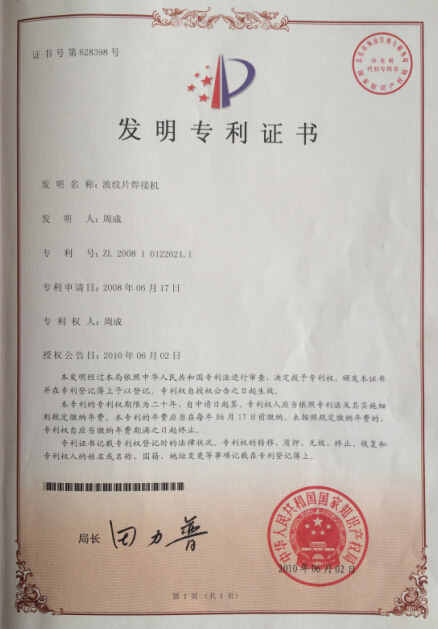 证书号第628398号
发明专利证书
发 明 名 称:波纹片焊接机
发 明 人:周成
专 利 号:ZL 2008 1 0122621.1
专利申请日:2008年06月17日
专 利 权 人:周成
授权公告日:2010年06月02日
本发明经过本局依照中华人民共和国专利法进行审查,决定授予专利权,颁发本证书
并在专利登记簿上予以登记。专利权自授权公告之日起生效。
本专利的专利权期限为二十年,自申请日起算。专利权人应当依照专利法及其实施细
则规定缴纳年费。本专利的年费应当在每年06月17日前缴纳。未按照规定缴纳年费的,
专利权自应当缴纳年费期满之日起终止。
专利证书记载专利权登记时的法律状况。专利权的转移、质押、无效、终止、恢复和
专利权人的姓名或名称、国籍、地址变更等事项记载在专利登记簿上。
局长 田力普
中华人民共和国国家知识产权局
2010年06月02日
第1页(共1页)